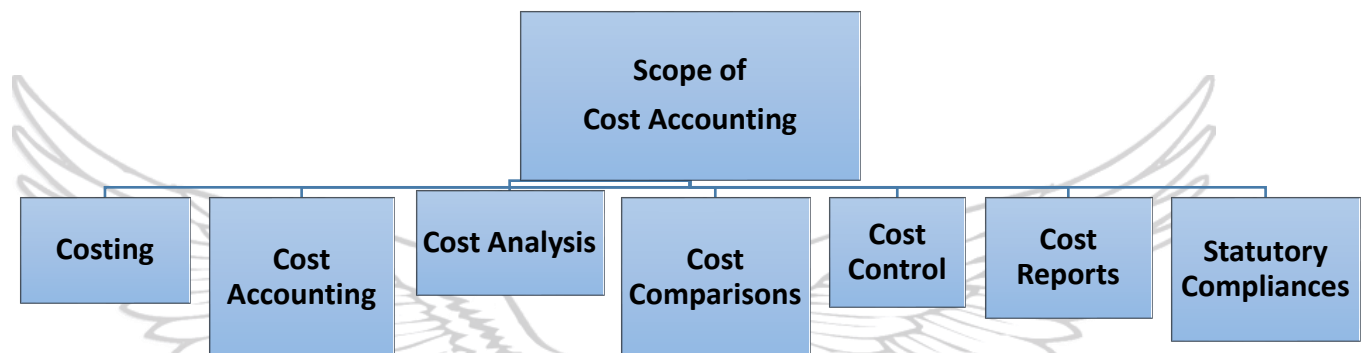 Scope of
Cost Accounting
Costing
Cost
Accounting
Cost Analysis
Cost
Comparisons
Cost
Control
Cost
Reports
Statutory
Compliances